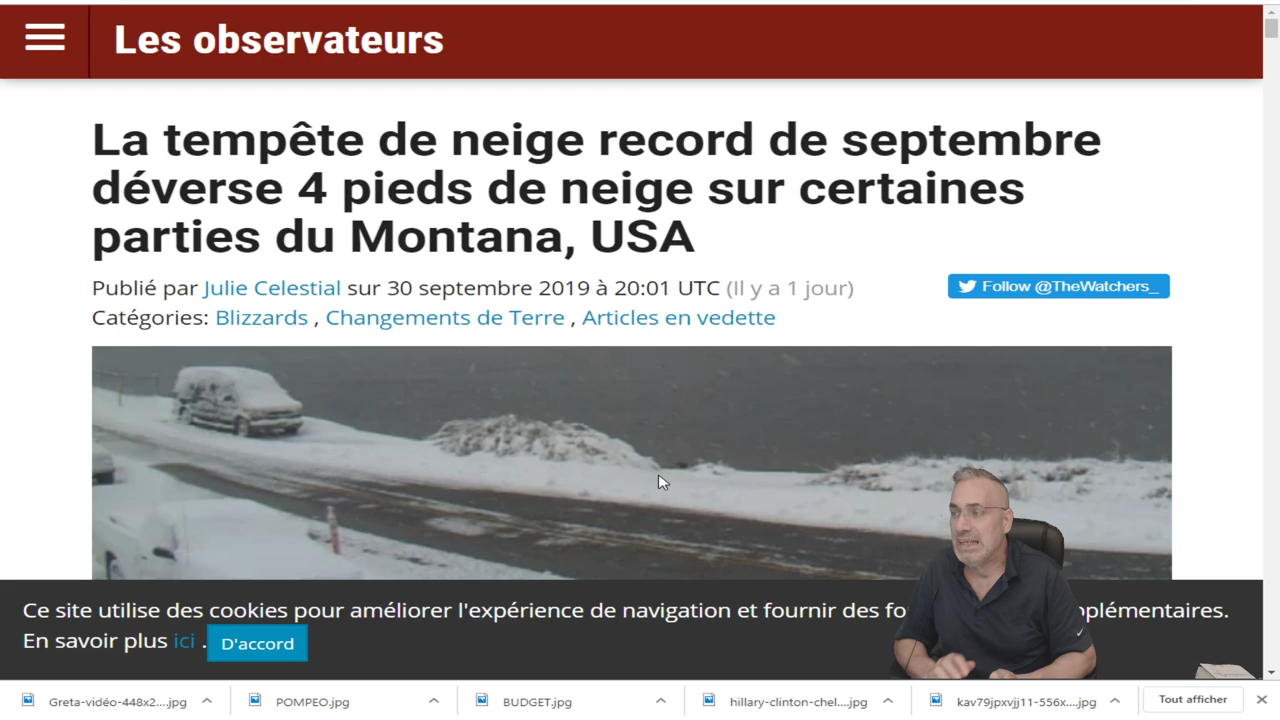 Les observateurs
La tempête de neige record de septembre
déverse 4 pieds de neige sur certaines
parties du Montana, USA
Publié par Julie Celestial sur 30 septembre 2019 à 20:01 UTC (Il y a 1 jour)
Follow @TheWatchers_
Catégories: Blizzards , Changements de Terre , Articles en vedette
Ce site utilise des cookies pour améliorer l'expérience de navigation et fournir des fo plémentaires.
En savoir plus ici . D'accord
Greta-vidéo-448x2....jpg POMPEO.jpg BUDGET.jpg hillary-clinton-chel....jpg kav79jpxvjj11-556x....jpg Tout afficher